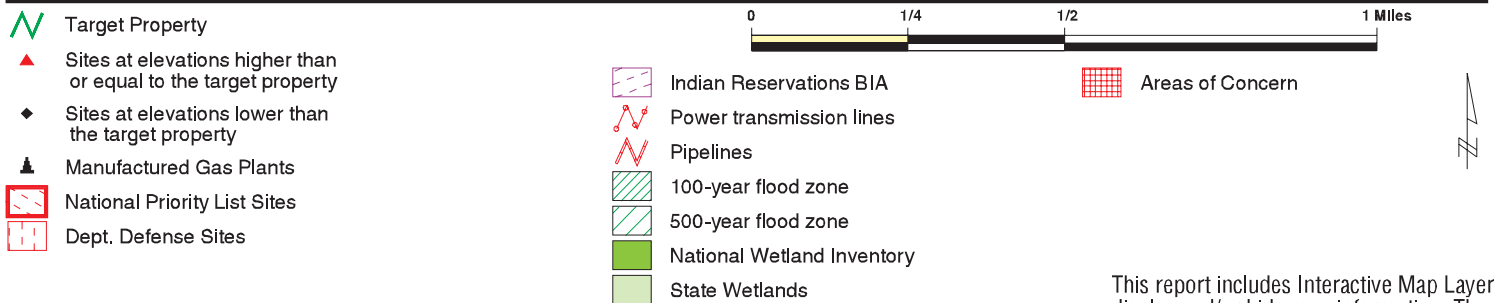 0 1/4 1/2 1 Miles
Target Property
Sites at elevations higher than
or equal to the target property
Sites at elevations lower than
the target property
Manufactured Gas Plants
National Priority List Sites
Dept. Defense Sites
Indian Reservations BIA
Power transmission lines
Pipelines
100-year flood zone
500-year flood zone
National Wetland Inventory
State Wetlands
Areas of Concern
N
This report includes Interactive Map Layer